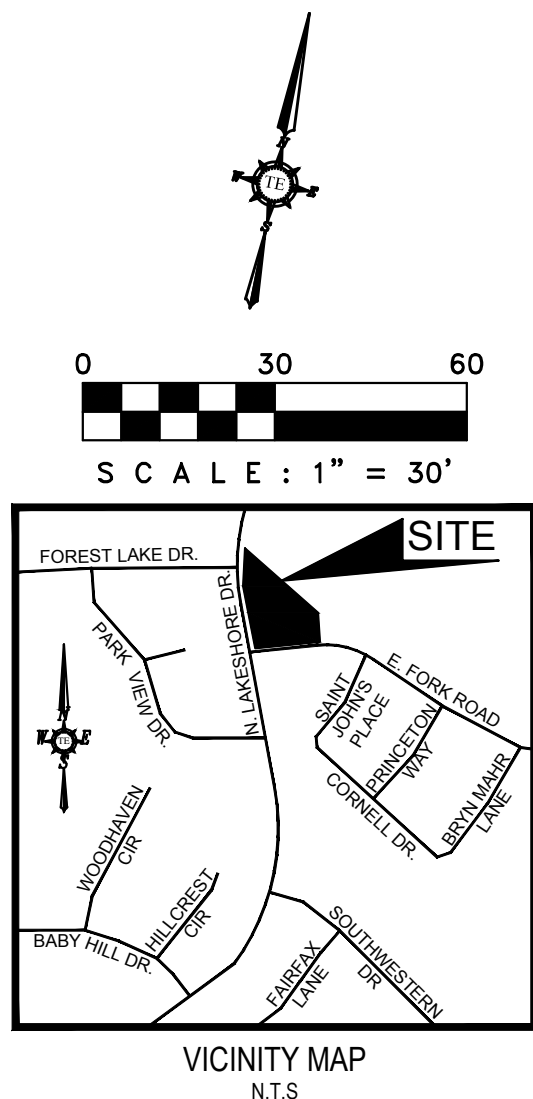 N
W TE E
S
0 30 60
SCALE: 1" = 30'
SITE
FOREST LAKE DR.
N. LAKESHORE DR.
PARK VIEW DR.
N
W TE E
S
E. FORK ROAD
SAINT
JOHN'S
PLACE
PRINCETON
WAY
CORNELL DR.
BRYN MAHR
LANE
WOODHAVEN
CIR
HILLCREST
CIR
BABY HILL DR.
SOUTHWESTERN
DR
FAIRFAX
LANE
VICINITY MAP
N.T.S